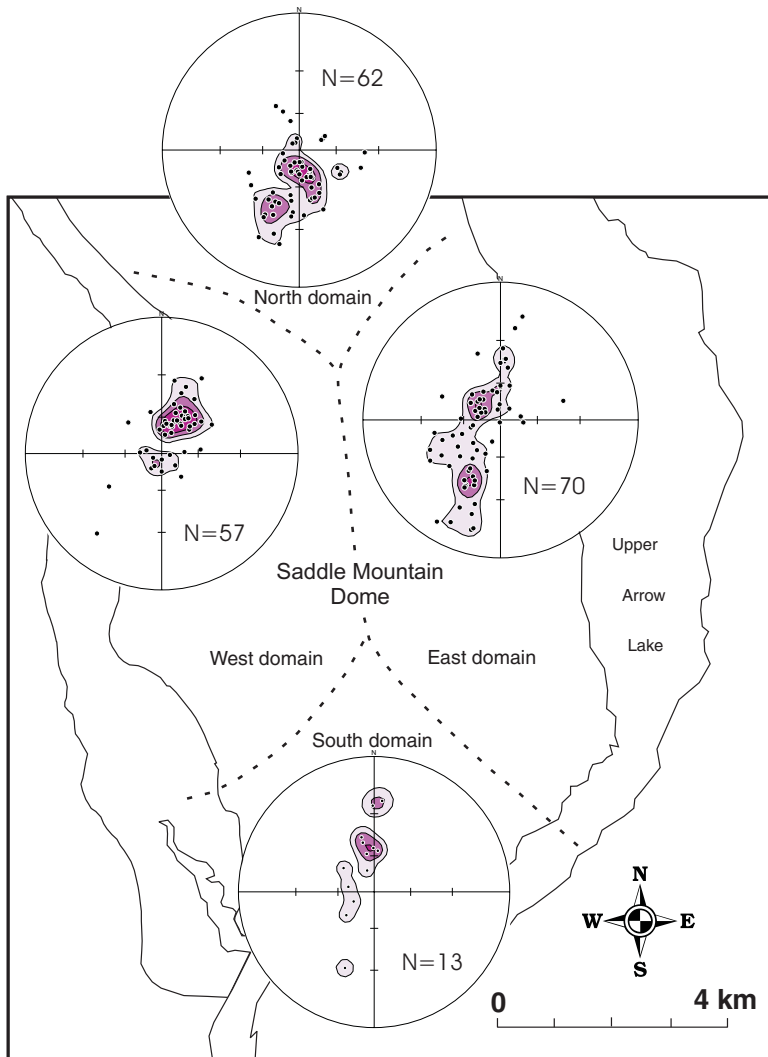 N
N=62
North domain
N
N
N=70
N=57
Upper
Saddle Mountain
Dome
Arrow
Lake
West domain
East domain
South domain
N
N
W
E
S
N=13
0
4 km